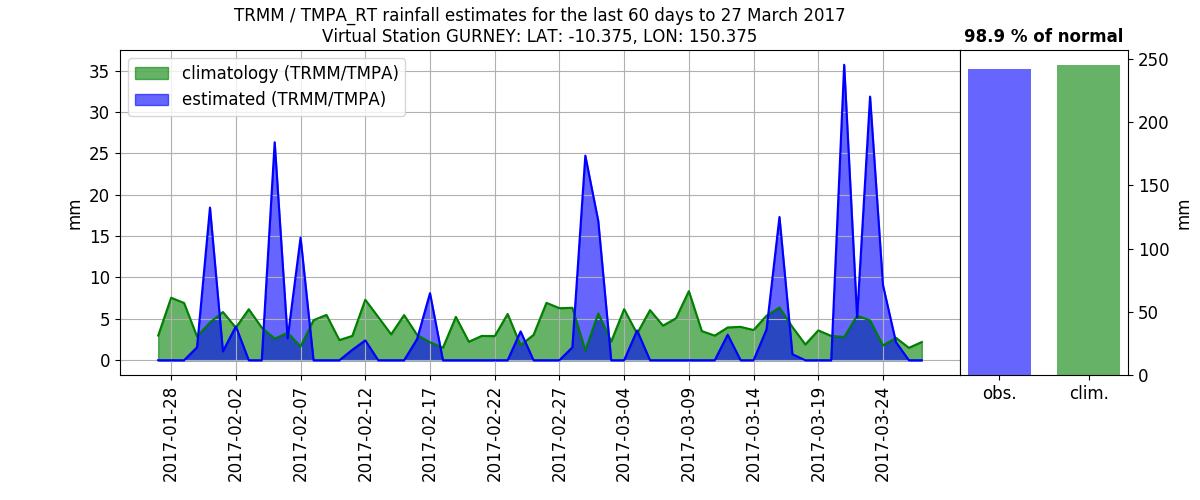 TRMM / TMPA_RT rainfall estimates for the last 60 days to 27 March 2017
Virtual Station GURNEY: LAT: -10.375, LON: 150.375
98.9 % of normal
climatology (TRMM/TMPA)
estimated (TRMM/TMPA)
mm
35
30
25
20
15
10
5
0
2017-01-28
2017-02-02
2017-02-07
2017-02-12
2017-02-17
2017-02-22
2017-02-27
2017-03-04
2017-03-09
2017-03-14
2017-03-19
2017-03-24
obs.
clim.
250
200
150
100
50
0
mm